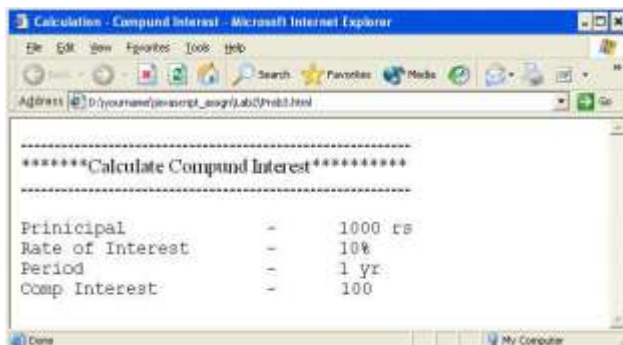 Calculation - Compund Interest - Microsoft Internet Explorer
File Edit View Favorites Tools Help
Search Favorites Media
Address D:\yourname\javascript_assgn\Lab2\Prob3.html Go
--------------------------------------------------------
*******Calculate Compund Interest**********
--------------------------------------------------------
Prinicipal - 1000 rs
Rate of Interest - 10%
Period - 1 yr
Comp Interest - 100
Done My Computer